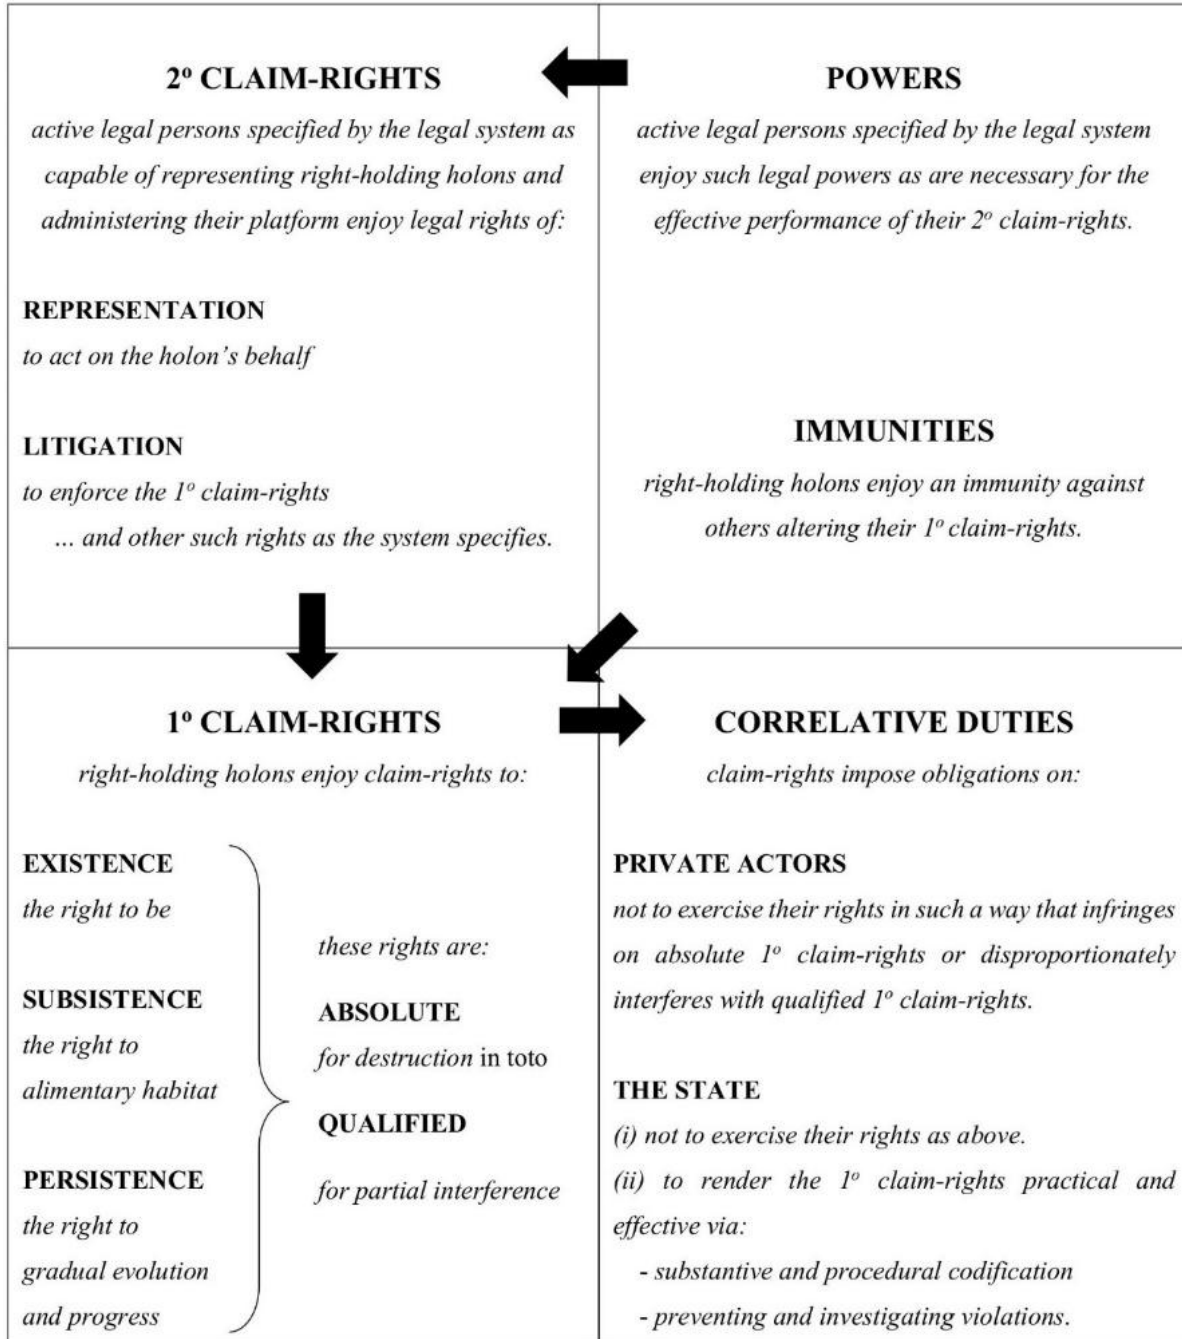 2º CLAIM-RIGHTS
active legal persons specified by the legal system as
capable of representing right-holding holons and
administering their platform enjoy legal rights of:
REPRESENTATION
to act on the holon’s behalf
LITIGATION
to enforce the 1º claim-rights
... and other such rights as the system specifies.
POWERS
active legal persons specified by the legal system
enjoy such legal powers as are necessary for the
effective performance of their 2º claim-rights.
IMMUNITIES
right-holding holons enjoy an immunity against
others altering their 1º claim-rights.
1º CLAIM-RIGHTS
right-holding holons enjoy claim-rights to:
EXISTENCE
the right to be
SUBSISTENCE
the right to
alimentary habitat
PERSISTENCE
the right to
gradual evolution
and progress
these rights are:
ABSOLUTE
for destruction in toto
QUALIFIED
for partial interference
CORRELATIVE DUTIES
claim-rights impose obligations on:
PRIVATE ACTORS
not to exercise their rights in such a way that infringes
on absolute 1º claim-rights or disproportionately
interferes with qualified 1º claim-rights.
THE STATE
(i) not to exercise their rights as above.
(ii) to render the 1º claim-rights practical and
effective via:
- substantive and procedural codification
- preventing and investigating violations.